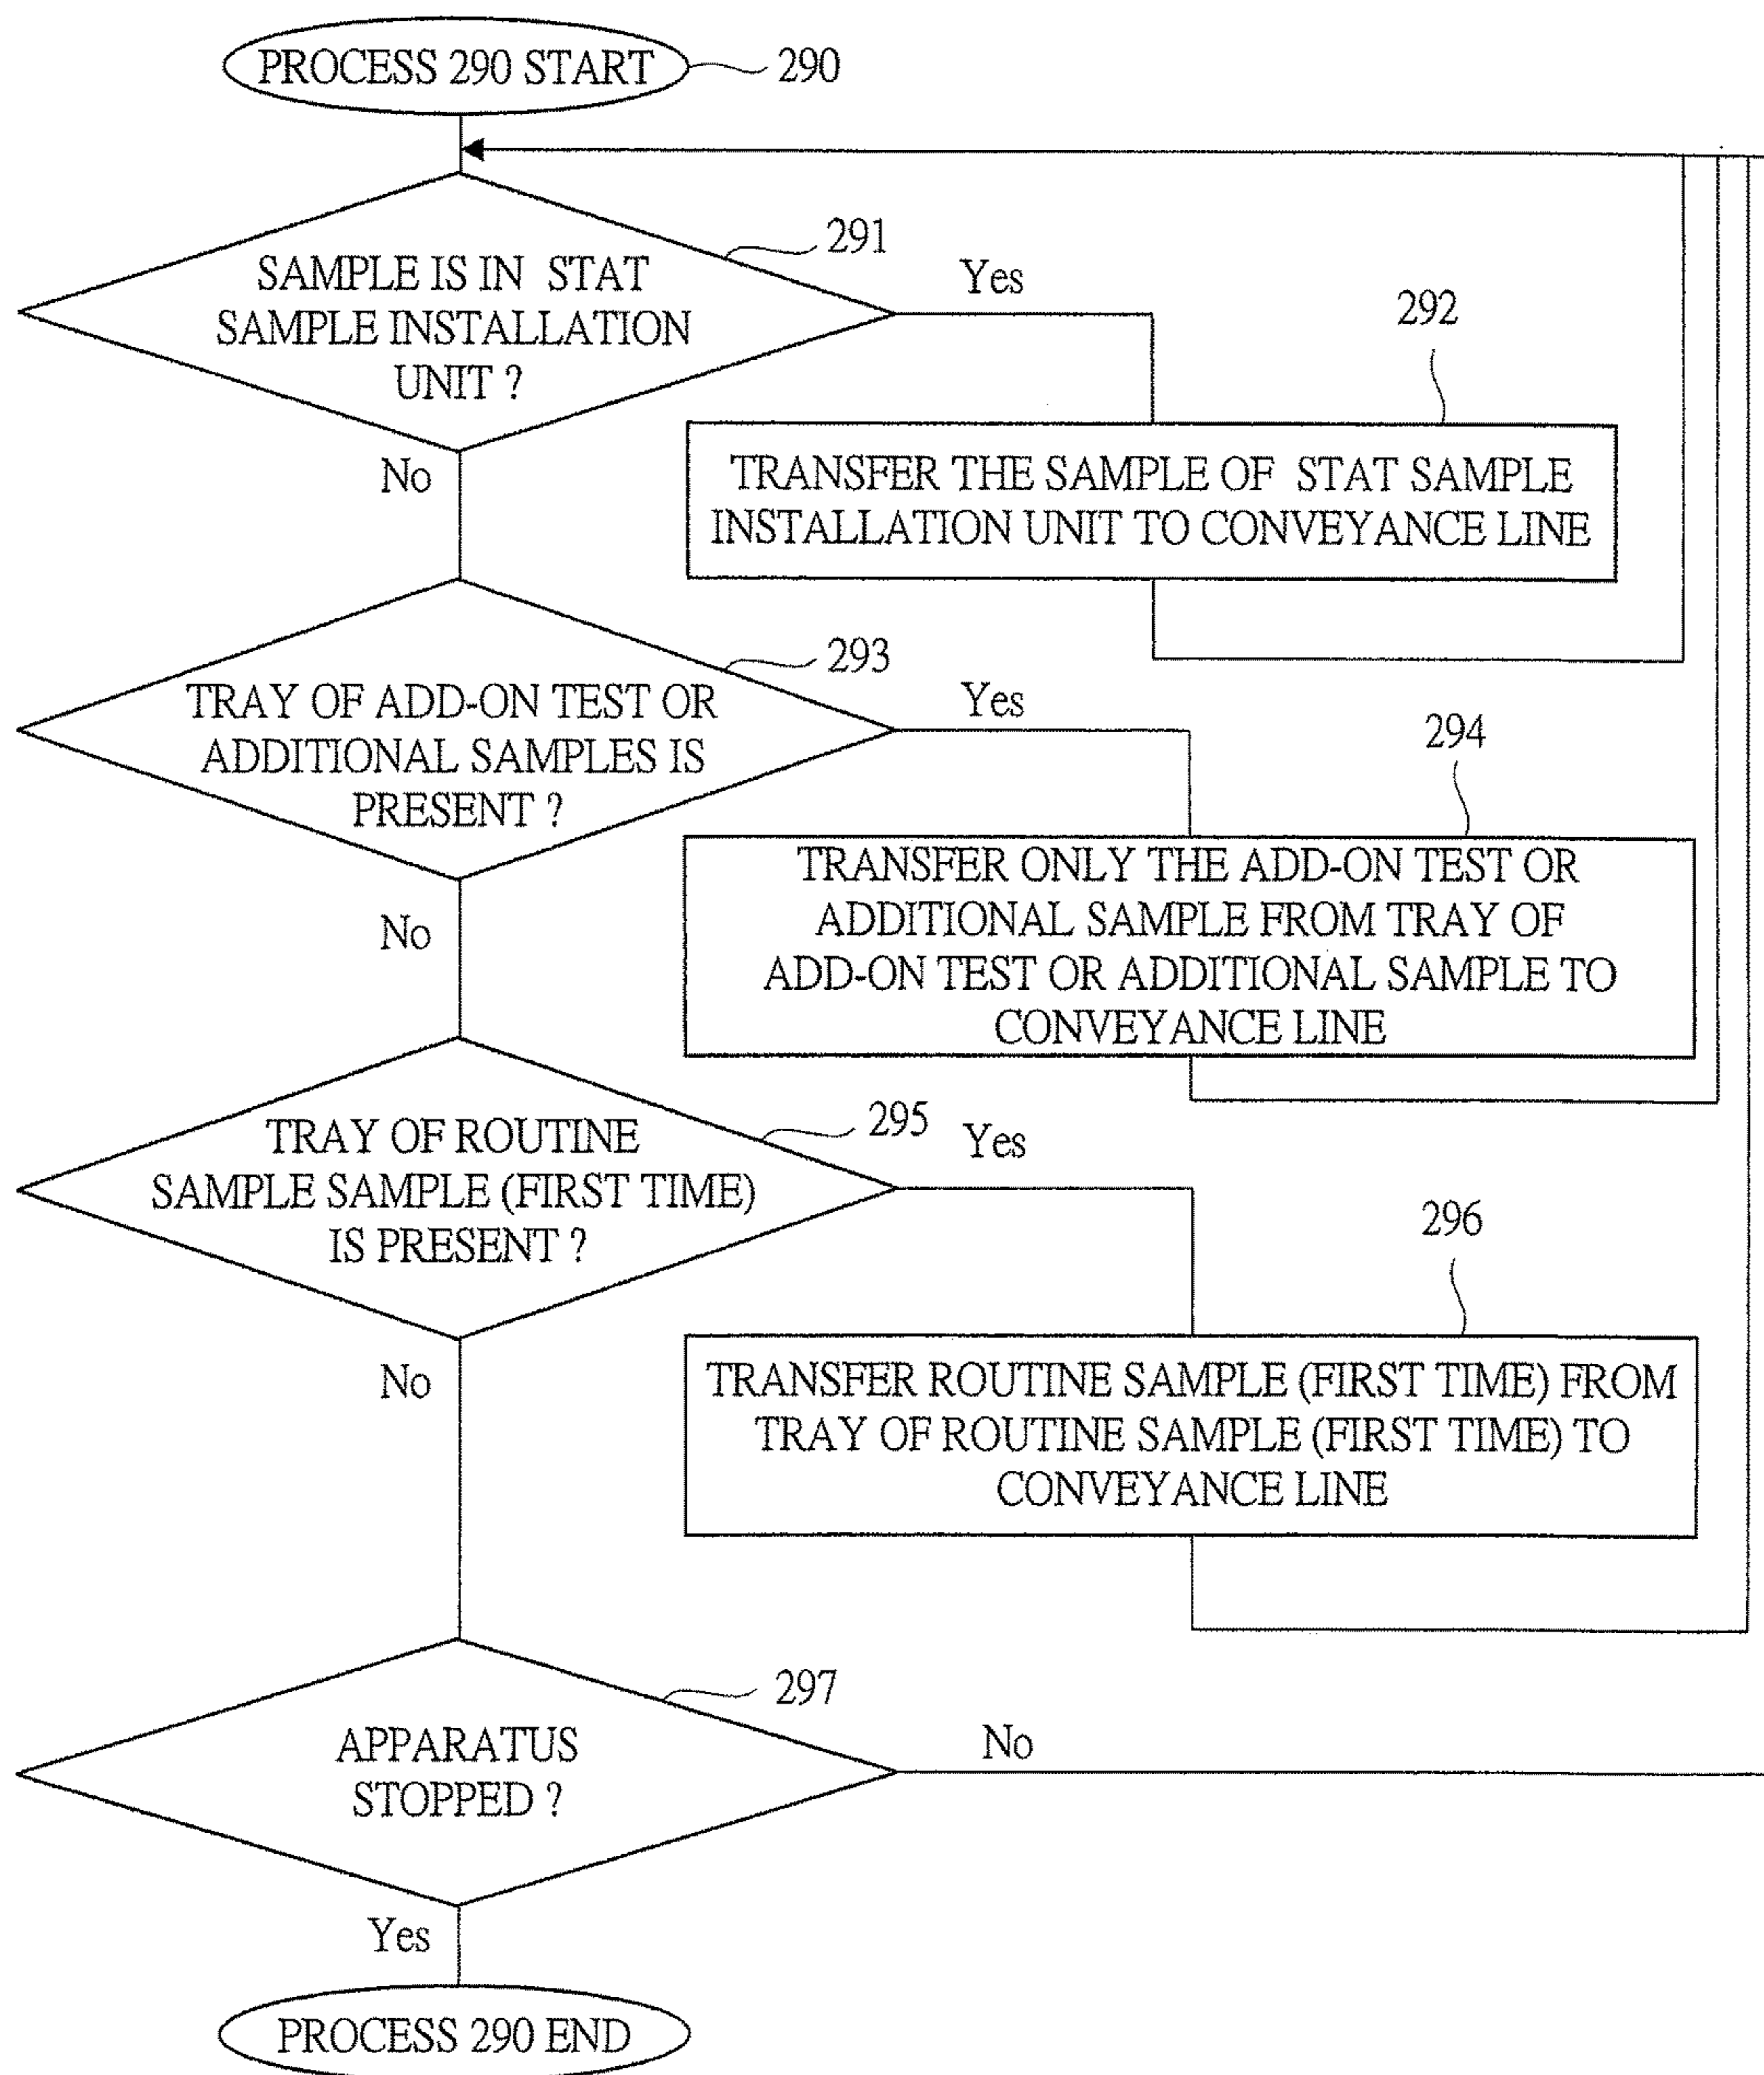 PROCESS 290 START
290
291
SAMPLE IS IN STAT
SAMPLE INSTALLATION
UNIT ?
Yes
No
292
TRANSFER THE SAMPLE OF STAT SAMPLE
INSTALLATION UNIT TO CONVEYANCE LINE
293
TRAY OF ADD-ON TEST OR
ADDITIONAL SAMPLES IS
PRESENT ?
Yes
No
294
TRANSFER ONLY THE ADD-ON TEST OR
ADDITIONAL SAMPLE FROM TRAY OF
ADD-ON TEST OR ADDITIONAL SAMPLE TO
CONVEYANCE LINE
295
TRAY OF ROUTINE
SAMPLE SAMPLE (FIRST TIME)
IS PRESENT ?
Yes
No
296
TRANSFER ROUTINE SAMPLE (FIRST TIME) FROM
TRAY OF ROUTINE SAMPLE (FIRST TIME) TO
CONVEYANCE LINE
297
APPARATUS
STOPPED ?
No
Yes
PROCESS 290 END